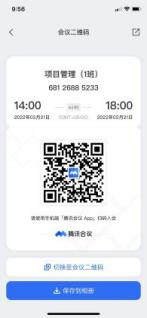 9:56
会议二维码
项目管理（1班）
681 2688 5233
14:00
18:00
2022年03月21日
(GMT+08:00)
2022年03月21日
请使用手机端「腾讯会议 App」扫码入会
腾讯会议
切换至会议二维码
保存到相册